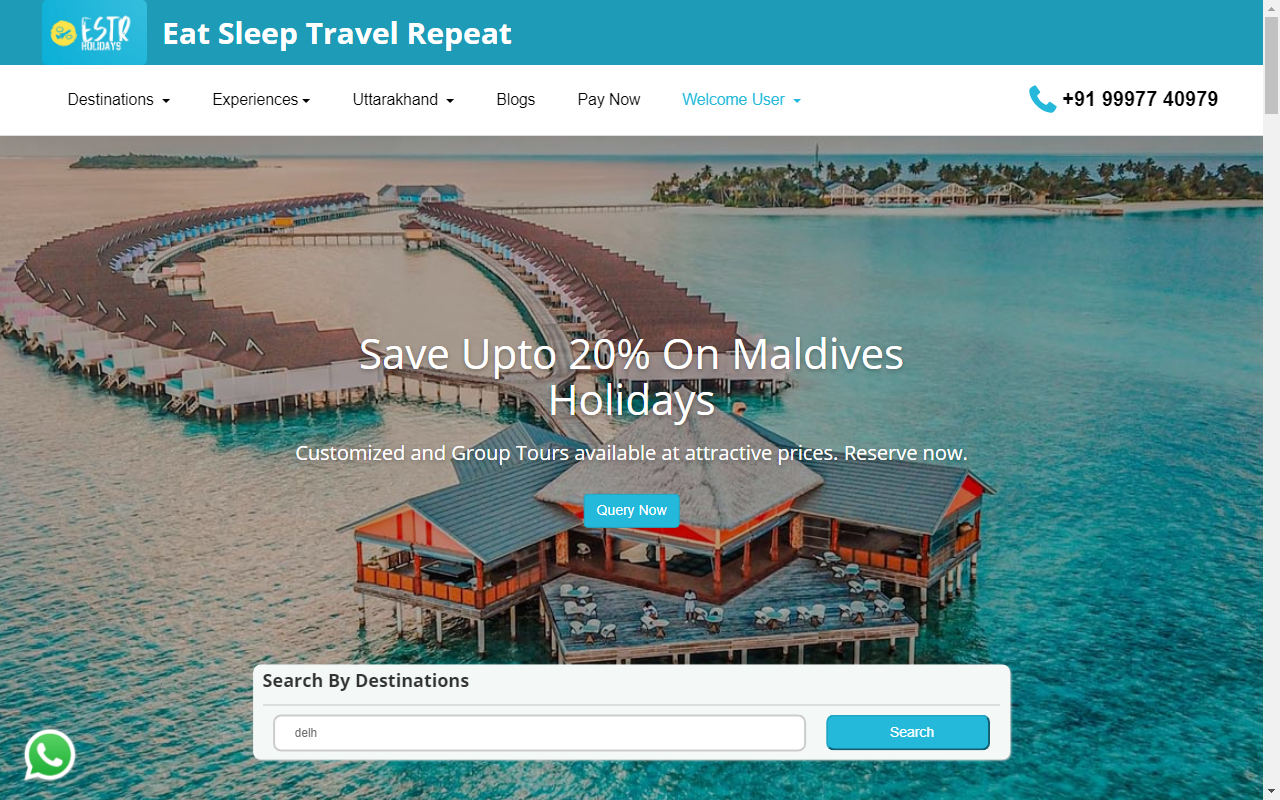 ESTR
HOLIDAYS
Eat Sleep Travel Repeat
Destinations
Experiences
Uttarakhand
Blogs
Pay Now
Welcome User
+91 99977 40979
Save Upto 20% On Maldives
Holidays
Customized and Group Tours available at attractive prices. Reserve now.
Query Now
Search By Destinations
delh
Search